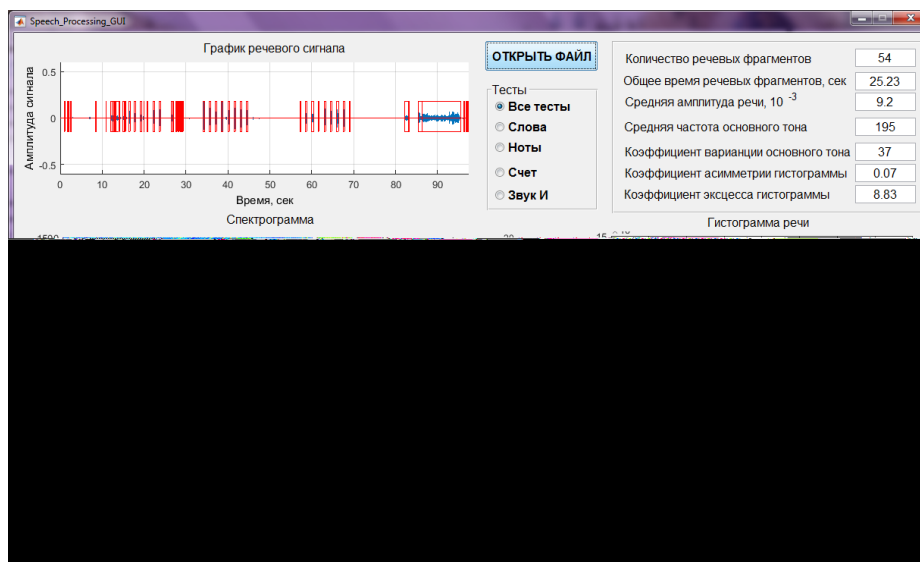 Speech_Processing_GUI
График речевого сигнала
Амплитуда сигнала
0.5
0
-0.5
0 10 20 30 40 50 60 70 80 90
Время, сек
Спектрограмма
ОТКРЫТЬ ФАЙЛ
Тесты
Все тесты
Слова
Ноты
Счет
Звук И
Количество речевых фрагментов 54
Общее время речевых фрагментов, сек 25.23
Средняя амплитуда речи, 10 -3 9.2
Средняя частота основного тона 195
Коэффициент варианции основного тона 37
Коэффициент асимметрии гистограммы 0.07
Коэффициент эксцесса гистограммы 8.83
Гистограмма речи